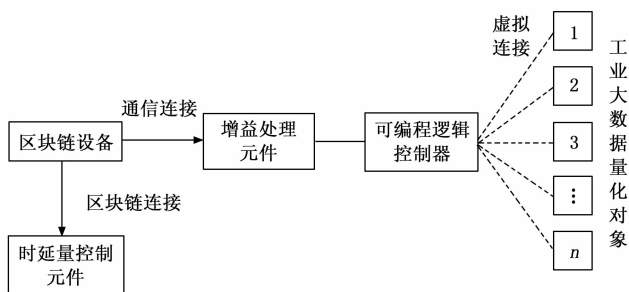 虚拟
连接
1
2
3
⋮
n
工业大数据量化对象
通信连接
区块链设备
增益处理
元件
可编程逻辑
控制器
区块链连接
时延量控制
元件